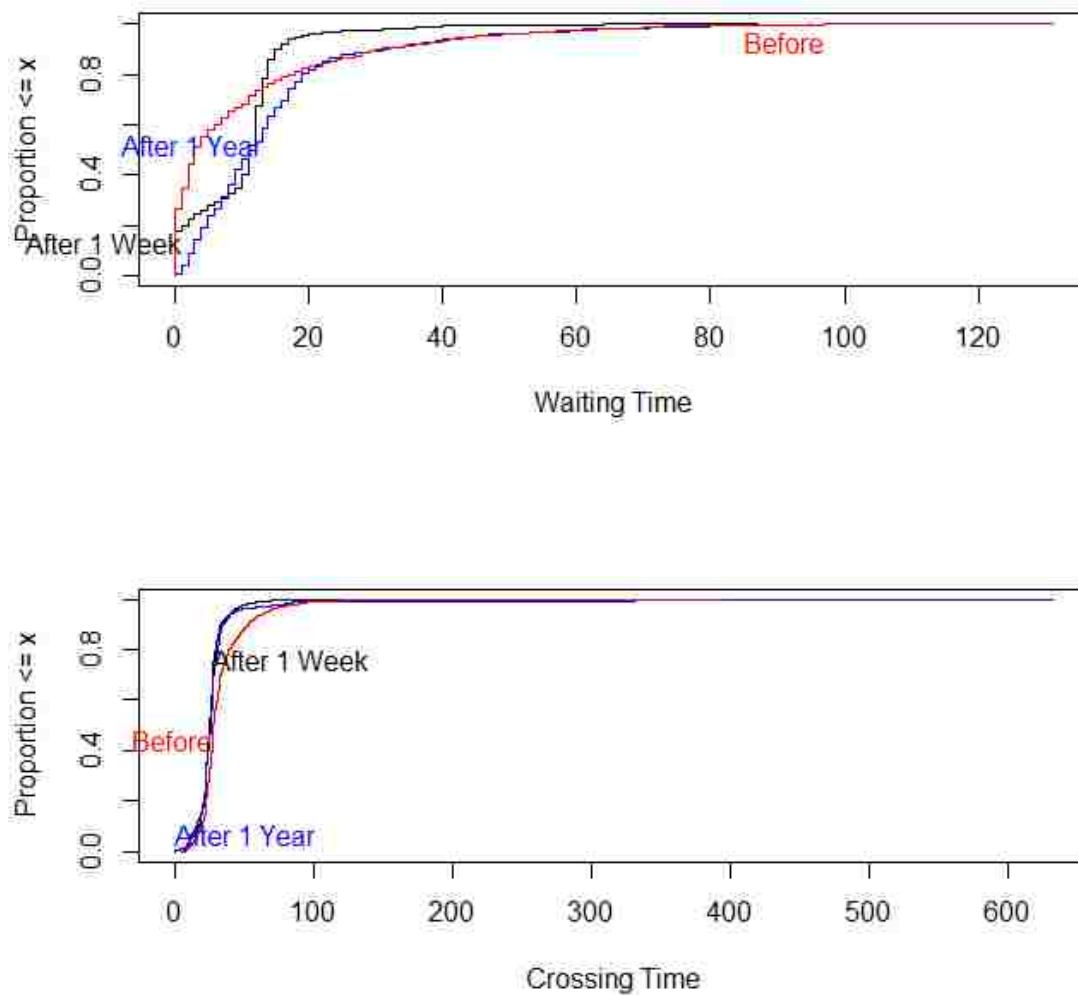 Proportion <= x
0.0 0.4 0.8
Before
After 1 Year
After 1 Week
0 20 40 60 80 100 120
Waiting Time
Proportion <= x
0.0 0.4 0.8
After 1 Week
Before
After 1 Year
0 100 200 300 400 500 600
Crossing Time